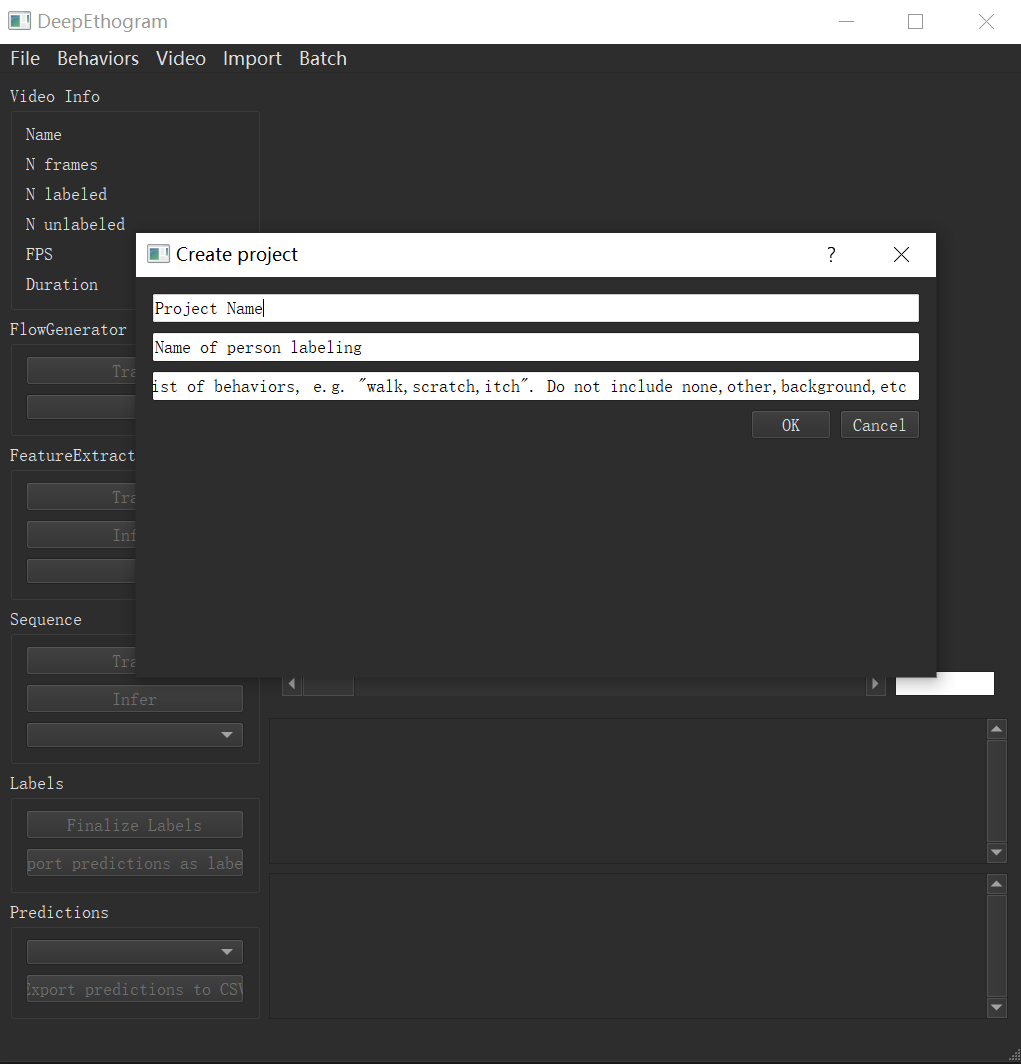 DeepEthogram
File Behaviors Video Import Batch
Video Info
Name
N frames
N labeled
N unlabeled
FPS
Duration
Create project
?
Project Name
Name of person labeling
ist of behaviors, e.g. "walk,scratch,itch". Do not include none,other,background,etc
OK Cancel
FlowGenerator
Tra
FeatureExtract
Tra
Inf
Sequence
Tra
Infer
Labels
Finalize Labels
port predictions as labe
Predictions
Export predictions to CSV